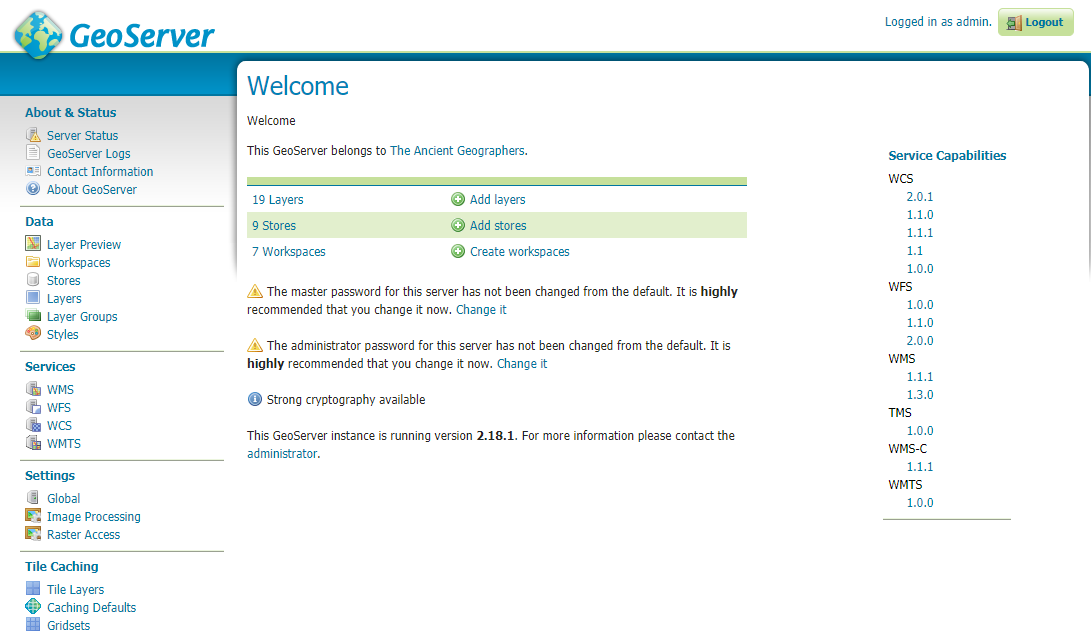 GeoServer
Logged in as admin.
Logout
About & Status
Server Status
GeoServer Logs
Contact Information
About GeoServer
Data
Layer Preview
Workspaces
Stores
Layers
Layer Groups
Styles
Services
WMS
WFS
WCS
WMTS
Settings
Global
Image Processing
Raster Access
Tile Caching
Tile Layers
Caching Defaults
Gridsets
Welcome
Welcome
This GeoServer belongs to The Ancient Geographers.
19 Layers
Add layers
9 Stores
Add stores
7 Workspaces
Create workspaces
The master password for this server has not been changed from the default. It is highly
recommended that you change it now. Change it
The administrator password for this server has not been changed from the default. It is
highly recommended that you change it now. Change it
Strong cryptography available
This GeoServer instance is running version 2.18.1. For more information please contact the
administrator.
Service Capabilities
WCS
2.0.1
1.1.0
1.1.1
1.1
1.0.0
WFS
1.0.0
1.1.0
2.0.0
WMS
1.1.1
1.3.0
TMS
1.0.0
WMS-C
1.1.1
WMTS
1.0.0